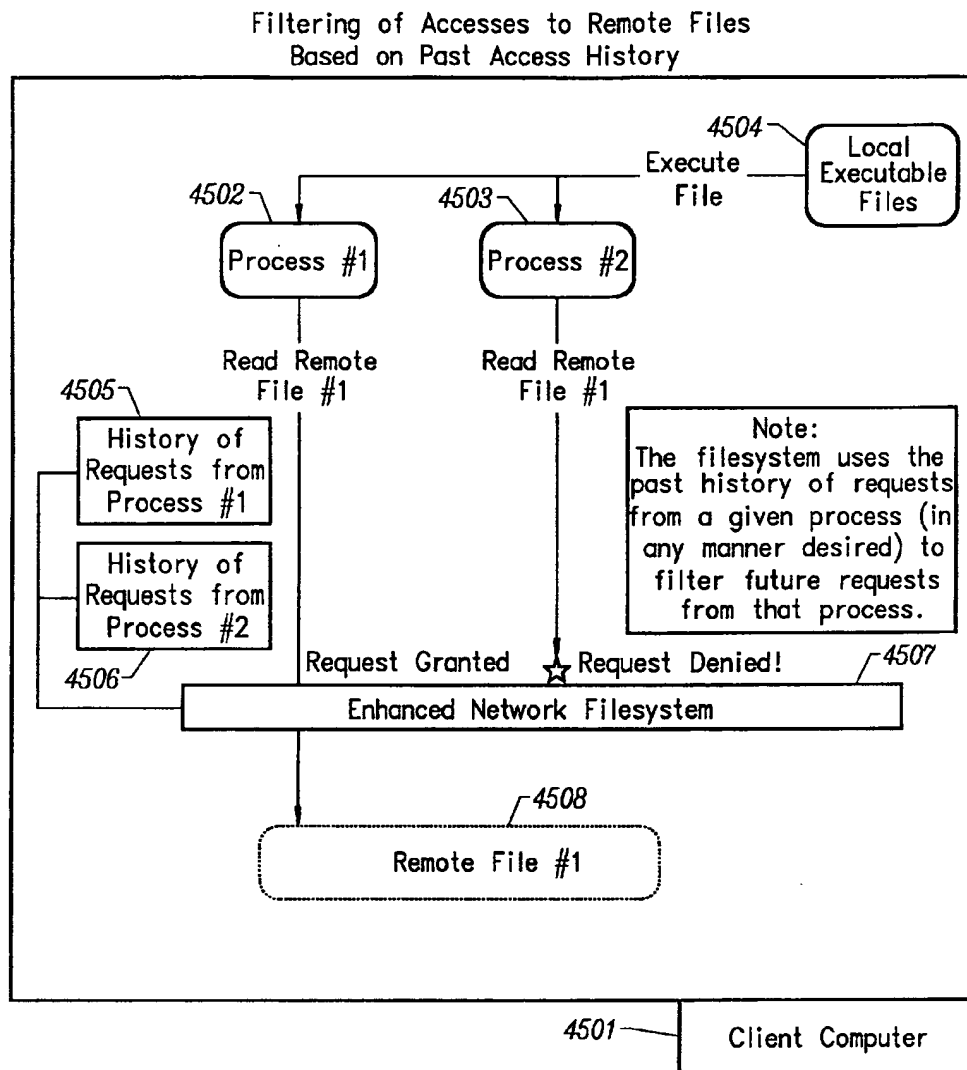 Filtering of Accesses to Remote Files
Based on Past Access History
4504
Local
Executable
Files
Execute
File
4502
4503
Process #1
Process #2
Read Remote
File #1
Read Remote
File #1
4505
History of
Requests from
Process #1
Note:
The filesystem uses the
past history of requests
from a given process (in
any manner desired) to
filter future requests
from that process.
History of
Requests from
Process #2
4506
Request Granted
Request Denied!
4507
Enhanced Network Filesystem
4508
Remote File #1
4501
Client Computer